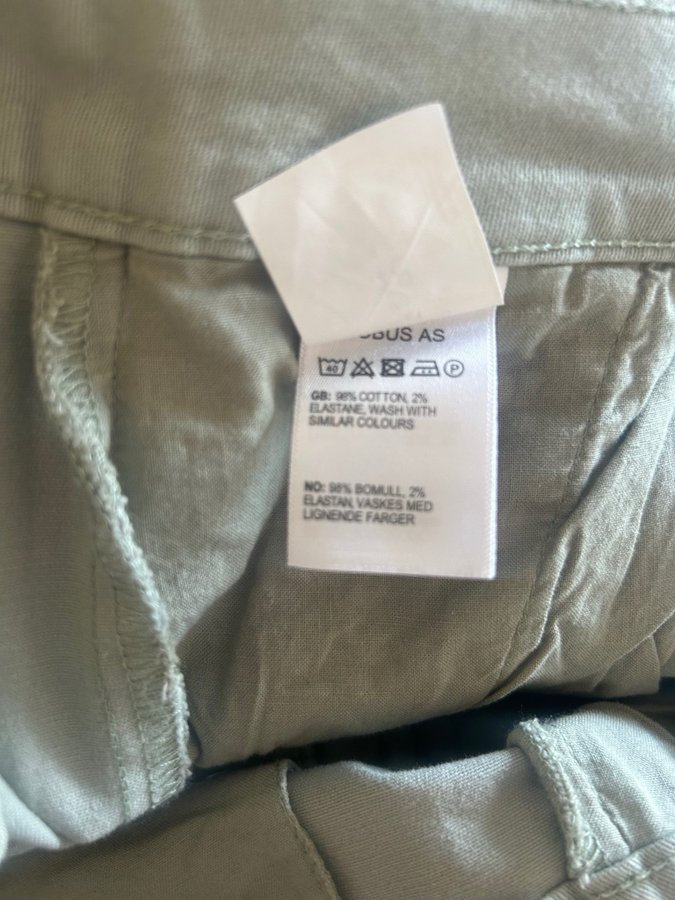 AS
40
P
GB: 98% COTTON, 2%
ELASTANE, WASH WITH
SIMILAR COLOURS
NO: 98% BOMULL, 2%
ELASTAN, VASKES MED
LIGNENDE FARGER